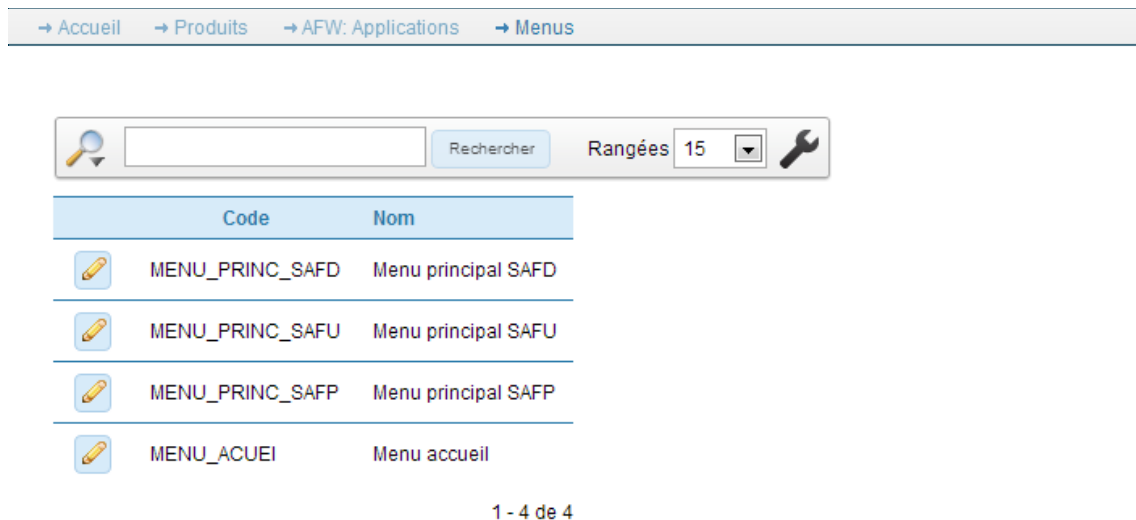 → Accueil → Produits → AFW: Applications → Menus
Rechercher Rangées 15
Code Nom
MENU_PRINC_SAFD Menu principal SAFD
MENU_PRINC_SAFU Menu principal SAFU
MENU_PRINC_SAFP Menu principal SAFP
MENU_ACUEI Menu accueil
1 - 4 de 4